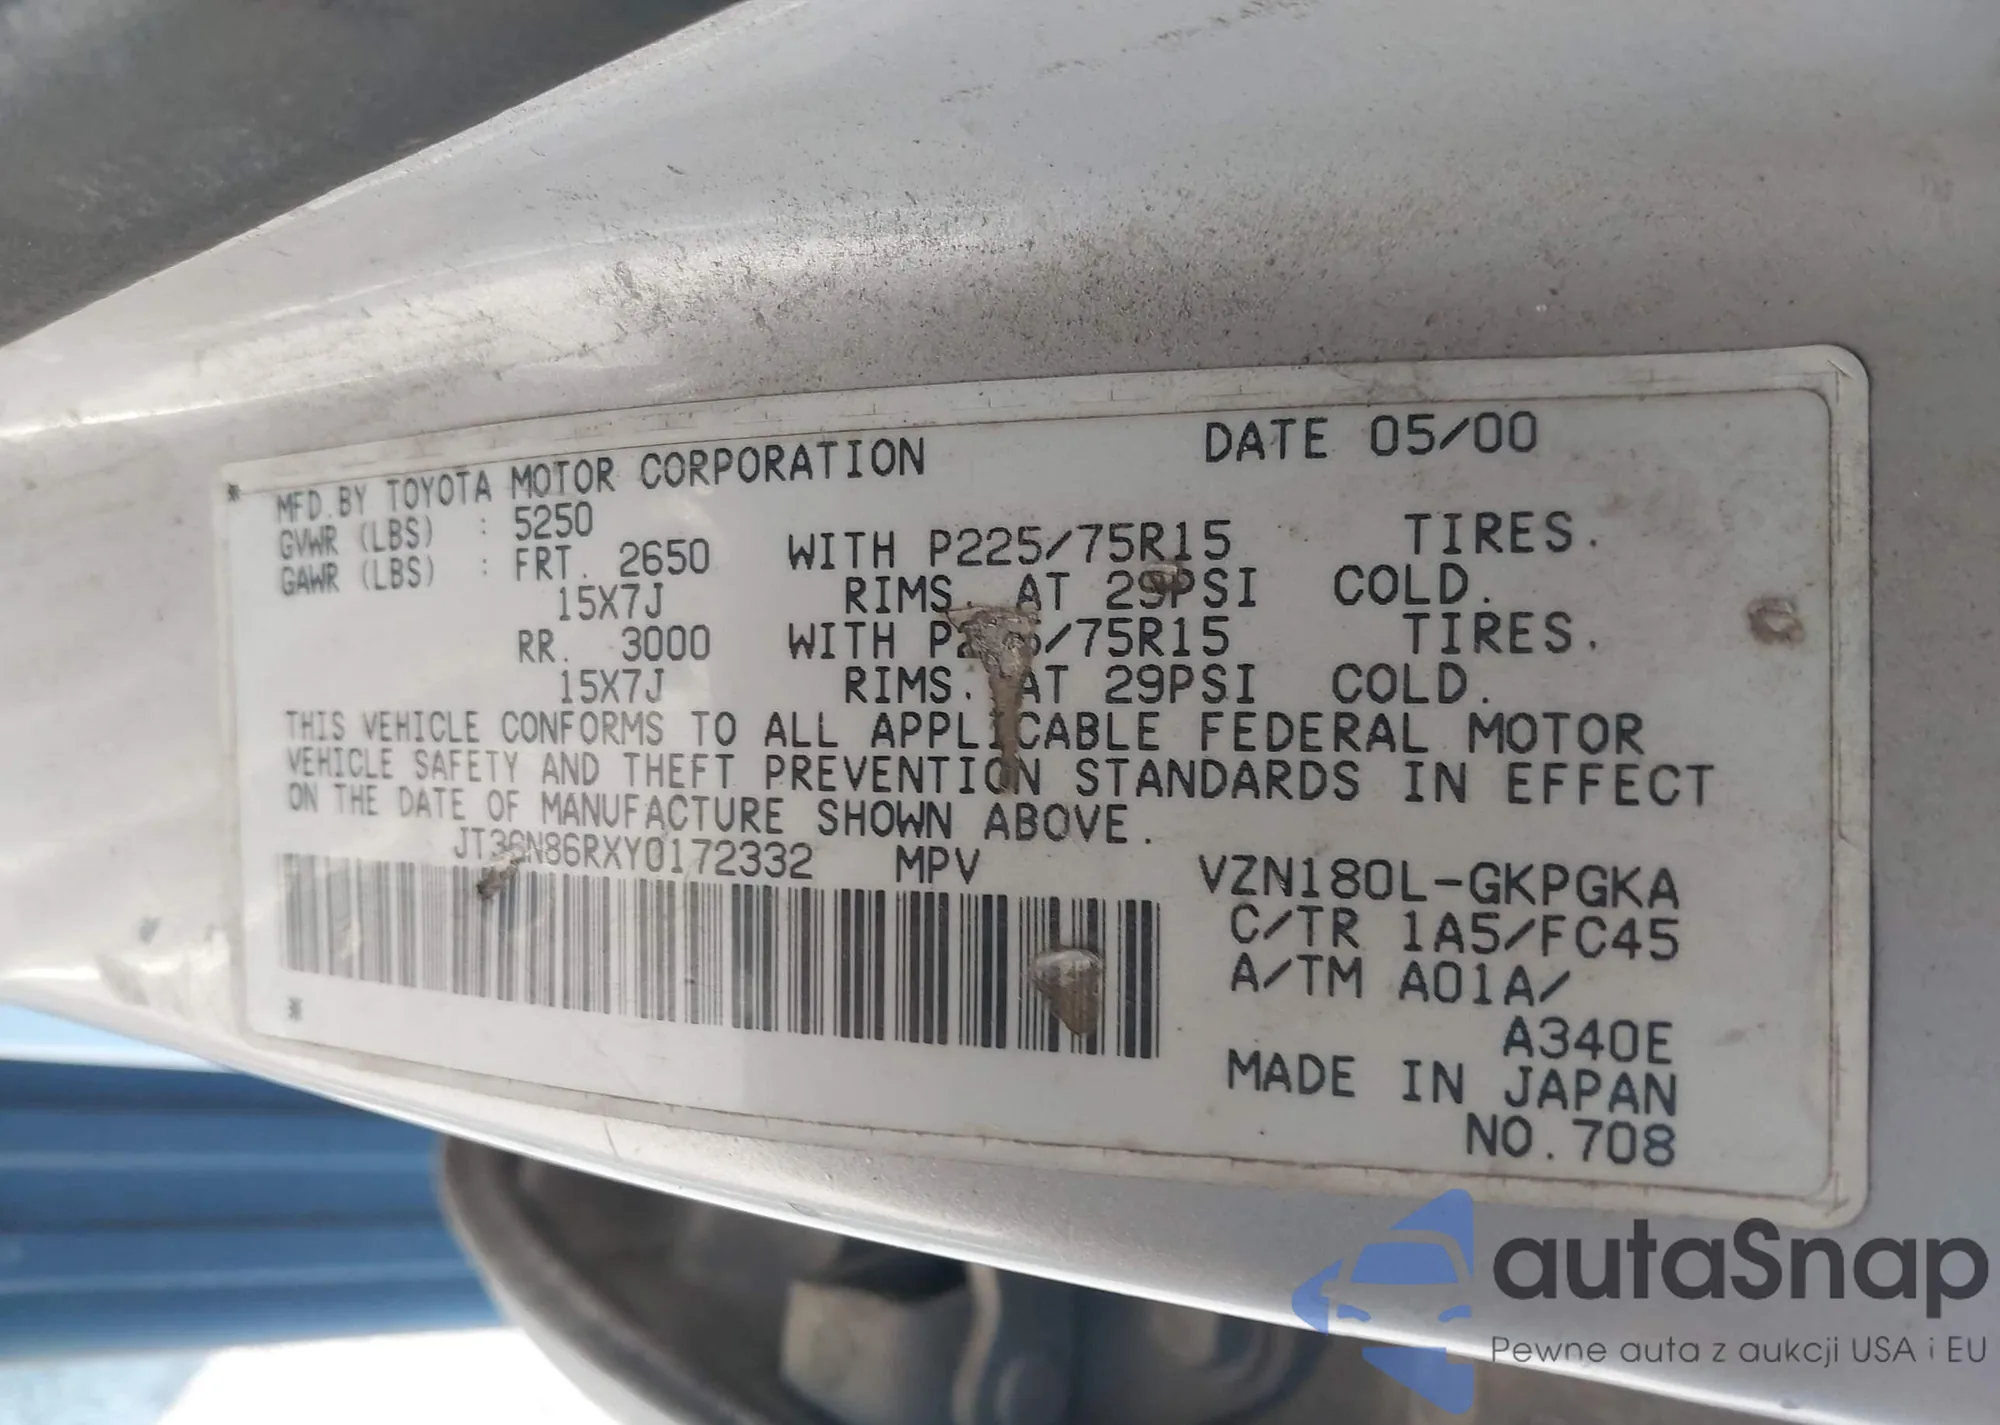 MFD. BY TOYOTA MOTOR CORPORATION DATE 05/00
GVWR (LBS) : 5250
GAWR (LBS) : FRT. 2650 WITH P225/75R15 TIRES.
15X7J RIMS. AT 29PSI COLD.
RR. 3000 WITH P225/75R15 TIRES.
15X7J RIMS. AT 29PSI COLD.
THIS VEHICLE CONFORMS TO ALL APPLICABLE FEDERAL MOTOR
VEHICLE SAFETY AND THEFT PREVENTION STANDARDS IN EFFECT
ON THE DATE OF MANUFACTURE SHOWN ABOVE.
JT3GN86RXY0172332 MPV VZN180L-GKPGKA
C/TR 1A5/FC45
A/TM A01A/
A340E
MADE IN JAPAN
NO.708
autaSnap
Pewne auta z aukcji USA i EU